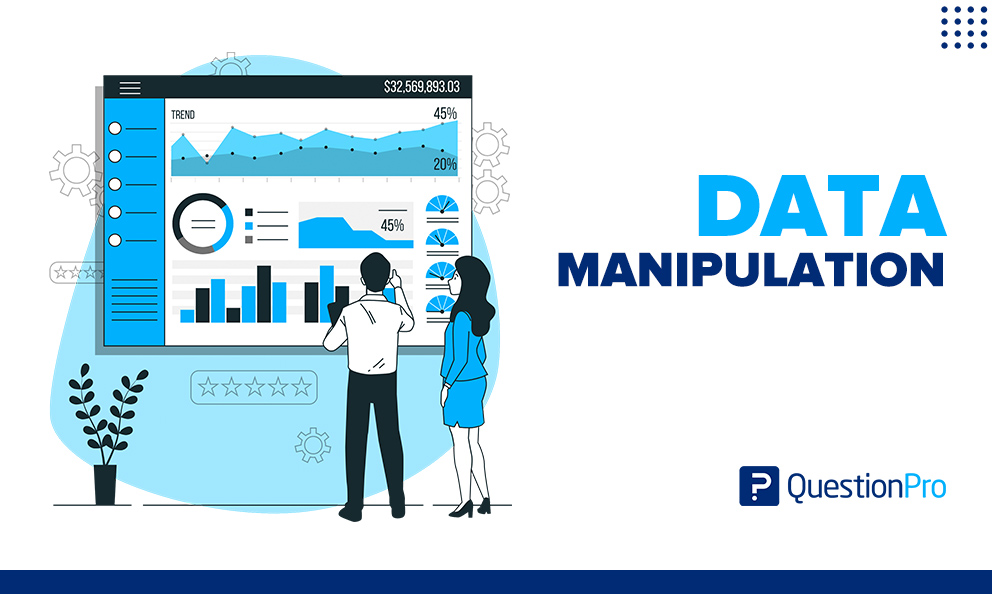 $32,569,893.03
TREND
45%
20%
45%
DATA
MANIPULATION
QuestionPro